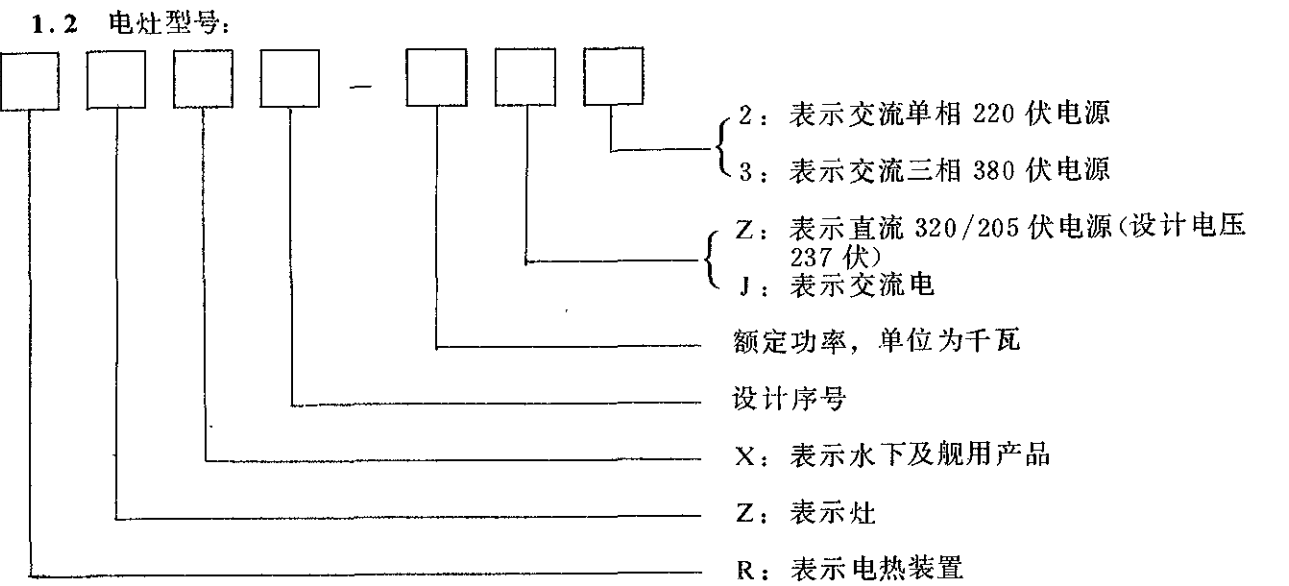 1.2 电灶型号：
—
2：表示交流单相 220 伏电源
3：表示交流三相 380 伏电源
Z：表示直流 320/205 伏电源（设计电压
237 伏）
J：表示交流电
额定功率，单位为千瓦
设计序号
X：表示水下及舰用产品
Z：表示灶
R：表示电热装置